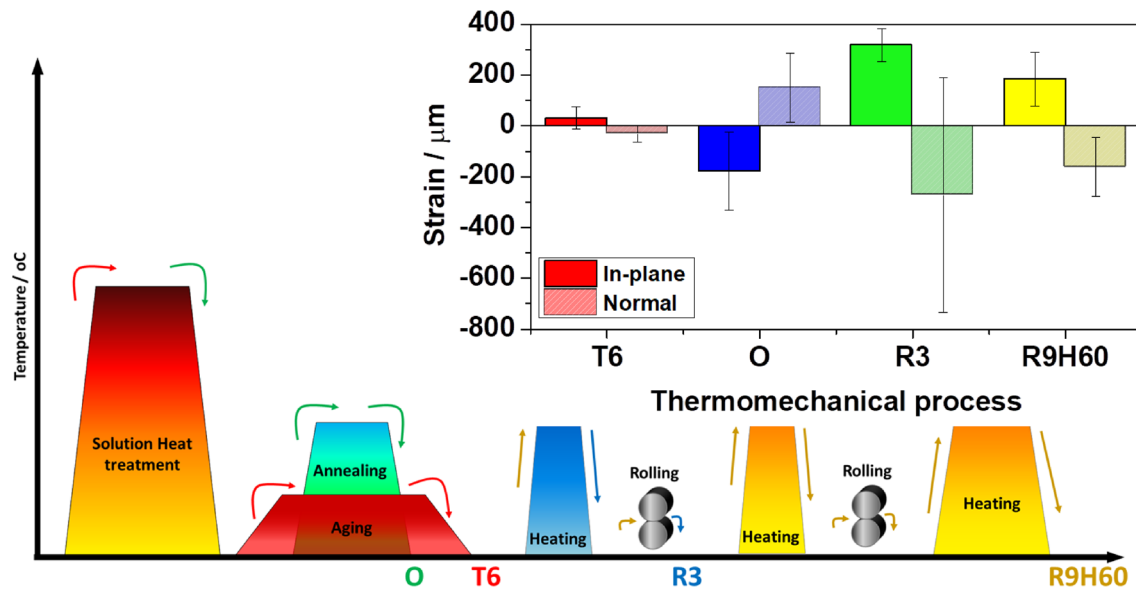 400
200
0
-200
-400
-600
-800
Strain / μm
In-plane
Normal
T6
O
R3
R9H60
Thermomechanical process
Temperature / oC
Solution Heat
treatment
Annealing
Aging
Heating
Rolling
Heating
Rolling
Heating
O
T6
R3
R9H60